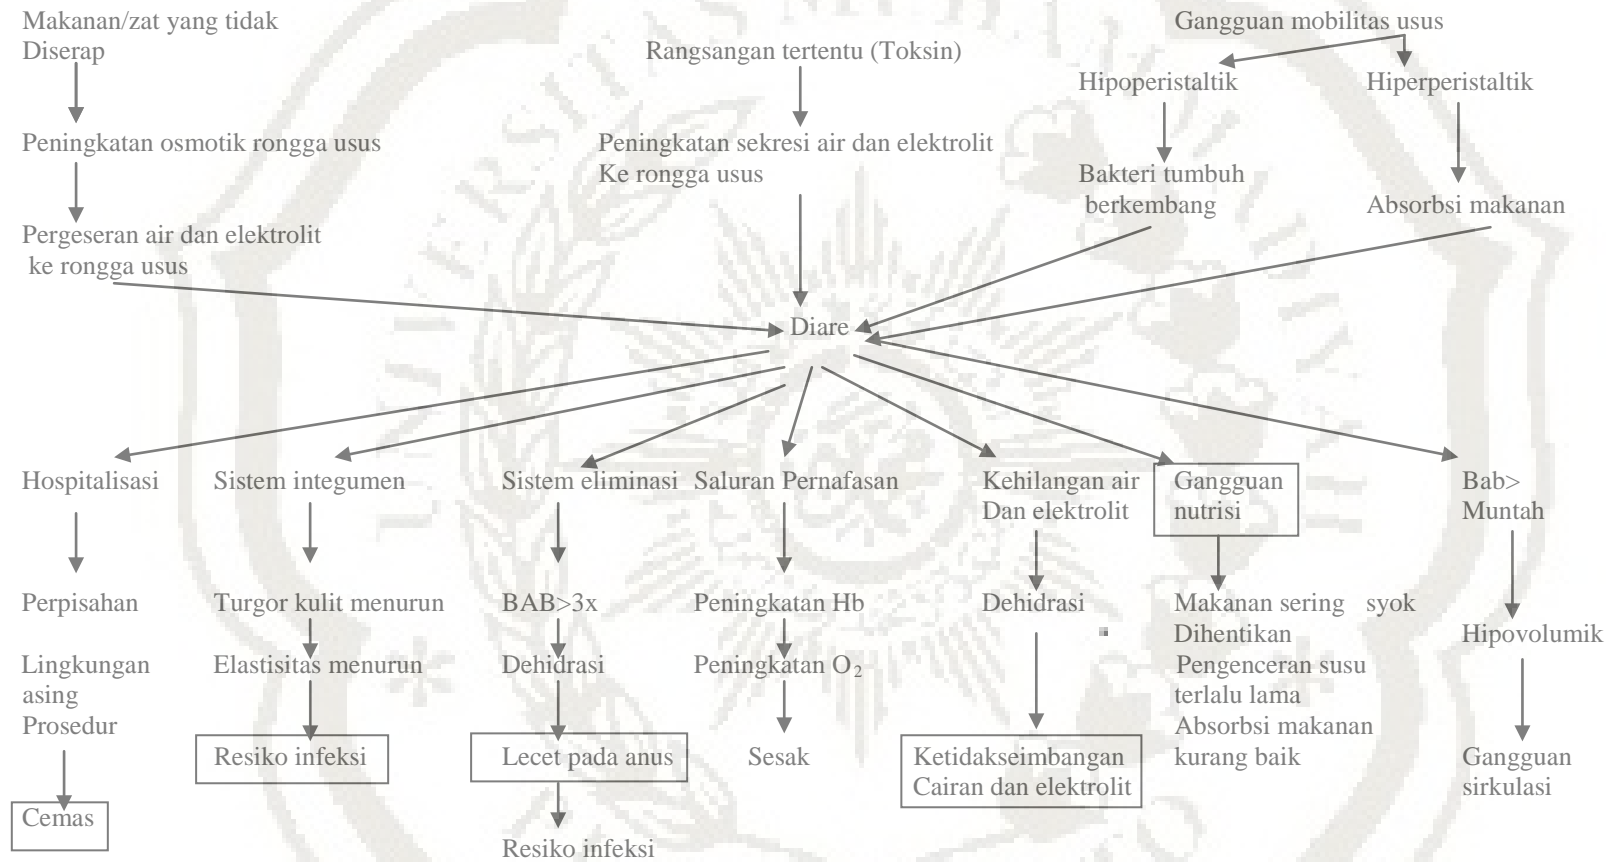 Makanan/zat yang tidak
Diserap
Rangsangan tertentu (Toksin)
Gangguan mobilitas usus
Hipoperistaltik
Hiperperistaltik
Peningkatan osmotik rongga usus
Peningkatan sekresi air dan elektrolit
Ke rongga usus
Bakteri tumbuh
berkembang
Absorbsi makanan
Pergeseran air dan elektrolit
ke rongga usus
Diare
Hospitalisasi
Sistem integumen
Sistem eliminasi
Saluran Pernafasan
Kehilangan air
Dan elektrolit
Gangguan
nutrisi
Bab>
Muntah
Perpisahan
Turgor kulit menurun
BAB>3x
Peningkatan Hb
Dehidrasi
Makanan sering syok
Dihentikan
Hipovolumik
Lingkungan
asing
Prosedur
Elastisitas menurun
Dehidrasi
Peningkatan O2
Pengenceran susu
terlalu lama
Absorbsi makanan
kurang baik
Resiko infeksi
Lecet pada anus
Sesak
Ketidakseimbangan
Cairan dan elektrolit
Gangguan
sirkulasi
Cemas
Resiko infeksi